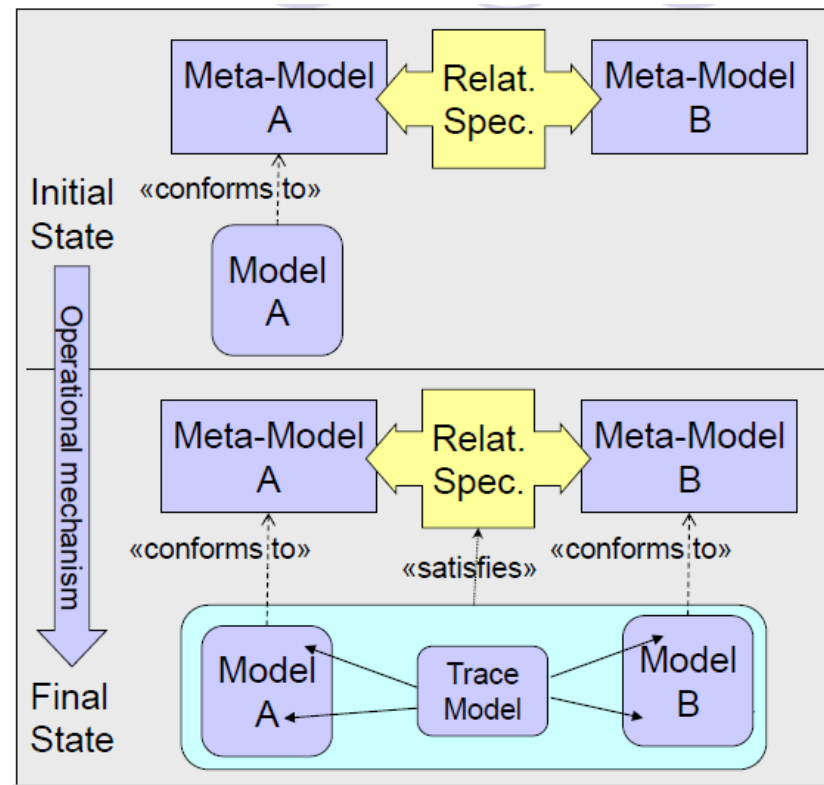 Meta-Model
A
Relat.
Spec.
Meta-Model
B
«conforms to»
Initial
State
Model
A
Operational mechanism
Meta-Model
A
Relat.
Spec.
Meta-Model
B
«conforms to»
«satisfies»
«conforms to»
Model
A
Trace
Model
Model
B
Final
State